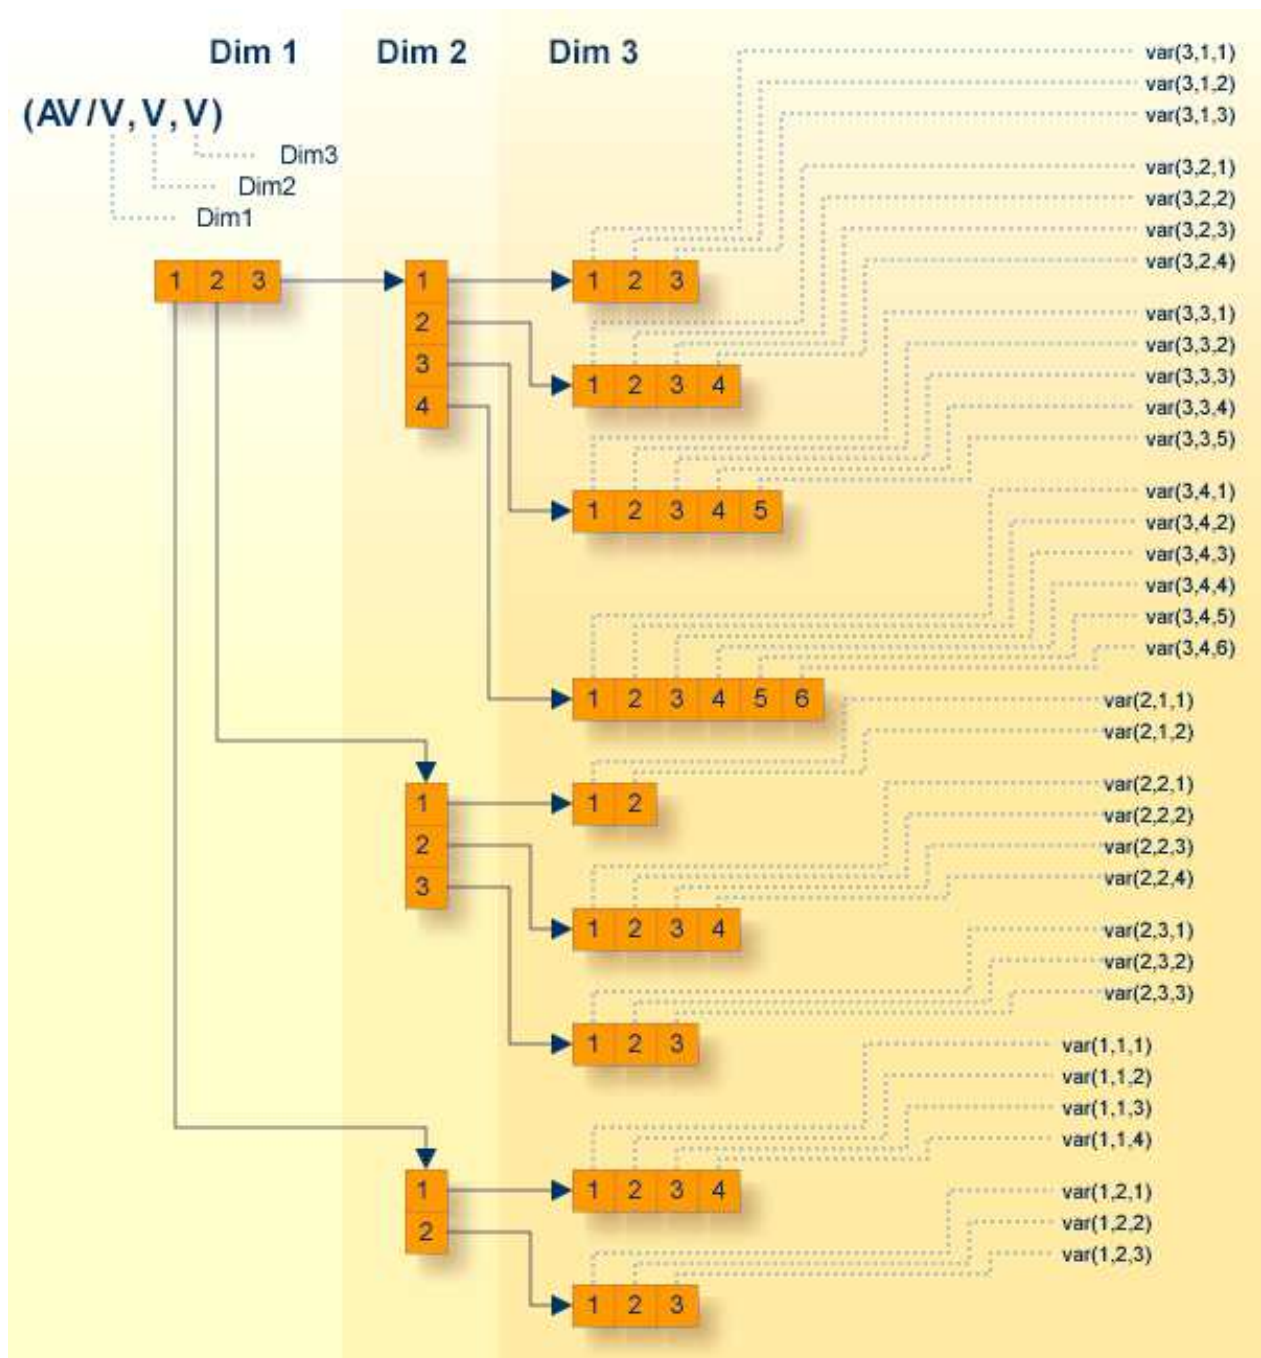 Dim 1 Dim 2 Dim 3
(AV/V,V,V)
Dim3
Dim2
Dim1
var(3,1,1)
var(3,1,2)
var(3,1,3)
var(3,2,1)
var(3,2,2)
var(3,2,3)
var(3,2,4)
1 2 3
1
2
3
4
1 2 3
1 2 3 4
var(3,3,1)
var(3,3,2)
var(3,3,3)
var(3,3,4)
var(3,3,5)
1 2 3 4 5
var(3,4,1)
var(3,4,2)
var(3,4,3)
var(3,4,4)
var(3,4,5)
var(3,4,6)
1 2 3 4 5 6
var(2,1,1)
var(2,1,2)
1
2
3
1 2
var(2,2,1)
var(2,2,2)
var(2,2,3)
var(2,2,4)
1 2 3 4
var(2,3,1)
var(2,3,2)
var(2,3,3)
1 2 3
var(1,1,1)
var(1,1,2)
var(1,1,3)
var(1,1,4)
1
2
1 2 3 4
var(1,2,1)
var(1,2,2)
var(1,2,3)
1 2 3